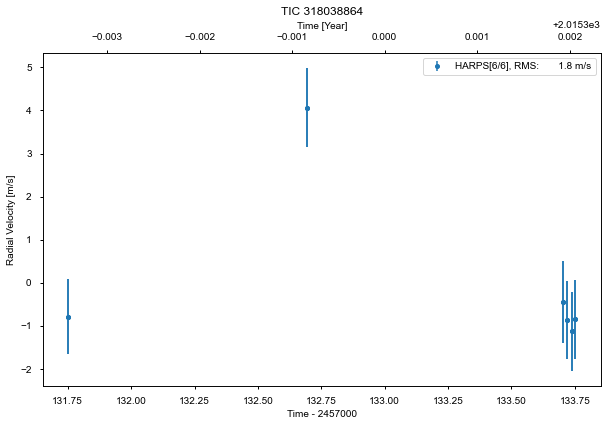 TIC 318038864
Time [Year]
+2.0153e3
−0.003 −0.002 −0.001 0.000 0.001 0.002
HARPS[6/6], RMS: 1.8 m/s
Radial Velocity [m/s]
5
4
3
2
1
0
−1
−2
131.75 132.00 132.25 132.50 132.75 133.00 133.25 133.50 133.75
Time - 2457000